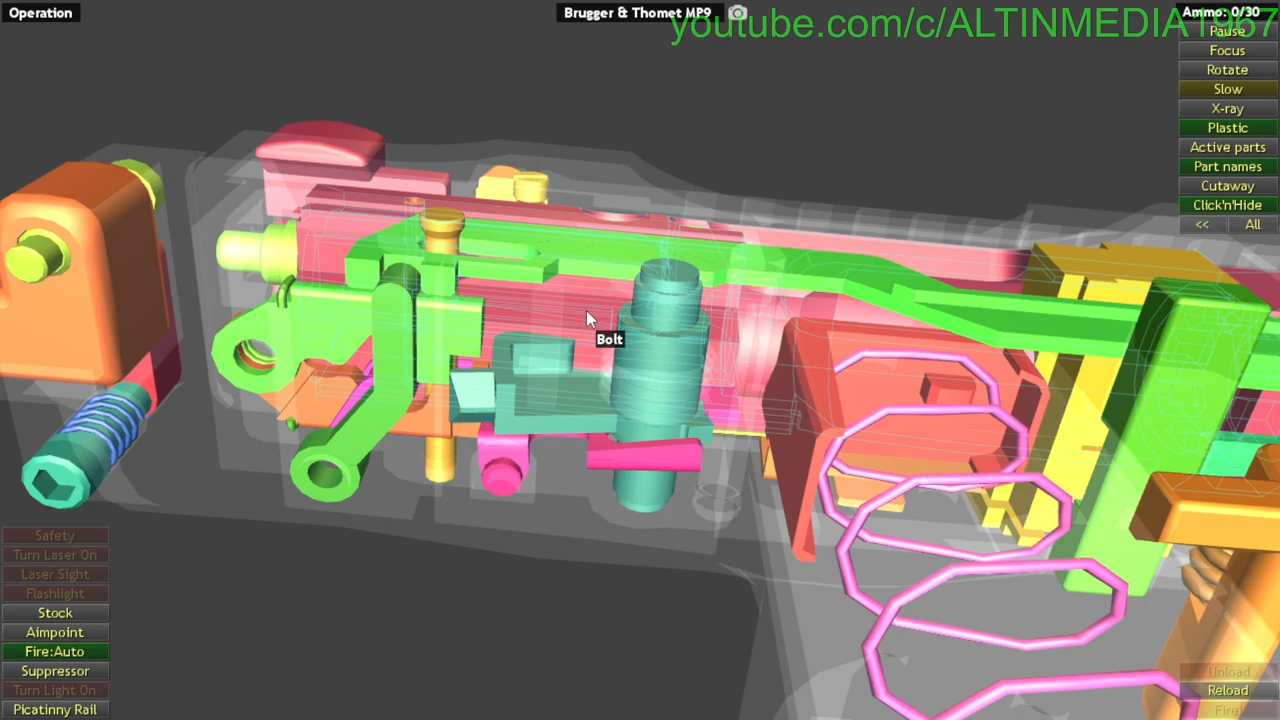 Operation
Brugger & Thomet MP9
Ammo: 0/30
youtube.com/c/ALTINMEDIA1967
Pause
Focus
Rotate
Slow
X-ray
Plastic
Active parts
Part names
Cutaway
Click'n'Hide
<< All
Bolt
Safety
Turn Laser On
Laser Sight
Flashlight
Stock
Aimpoint
Fire:Auto
Suppressor
Turn Light On
Picatinny Rail
Unload
Reload
Fire!